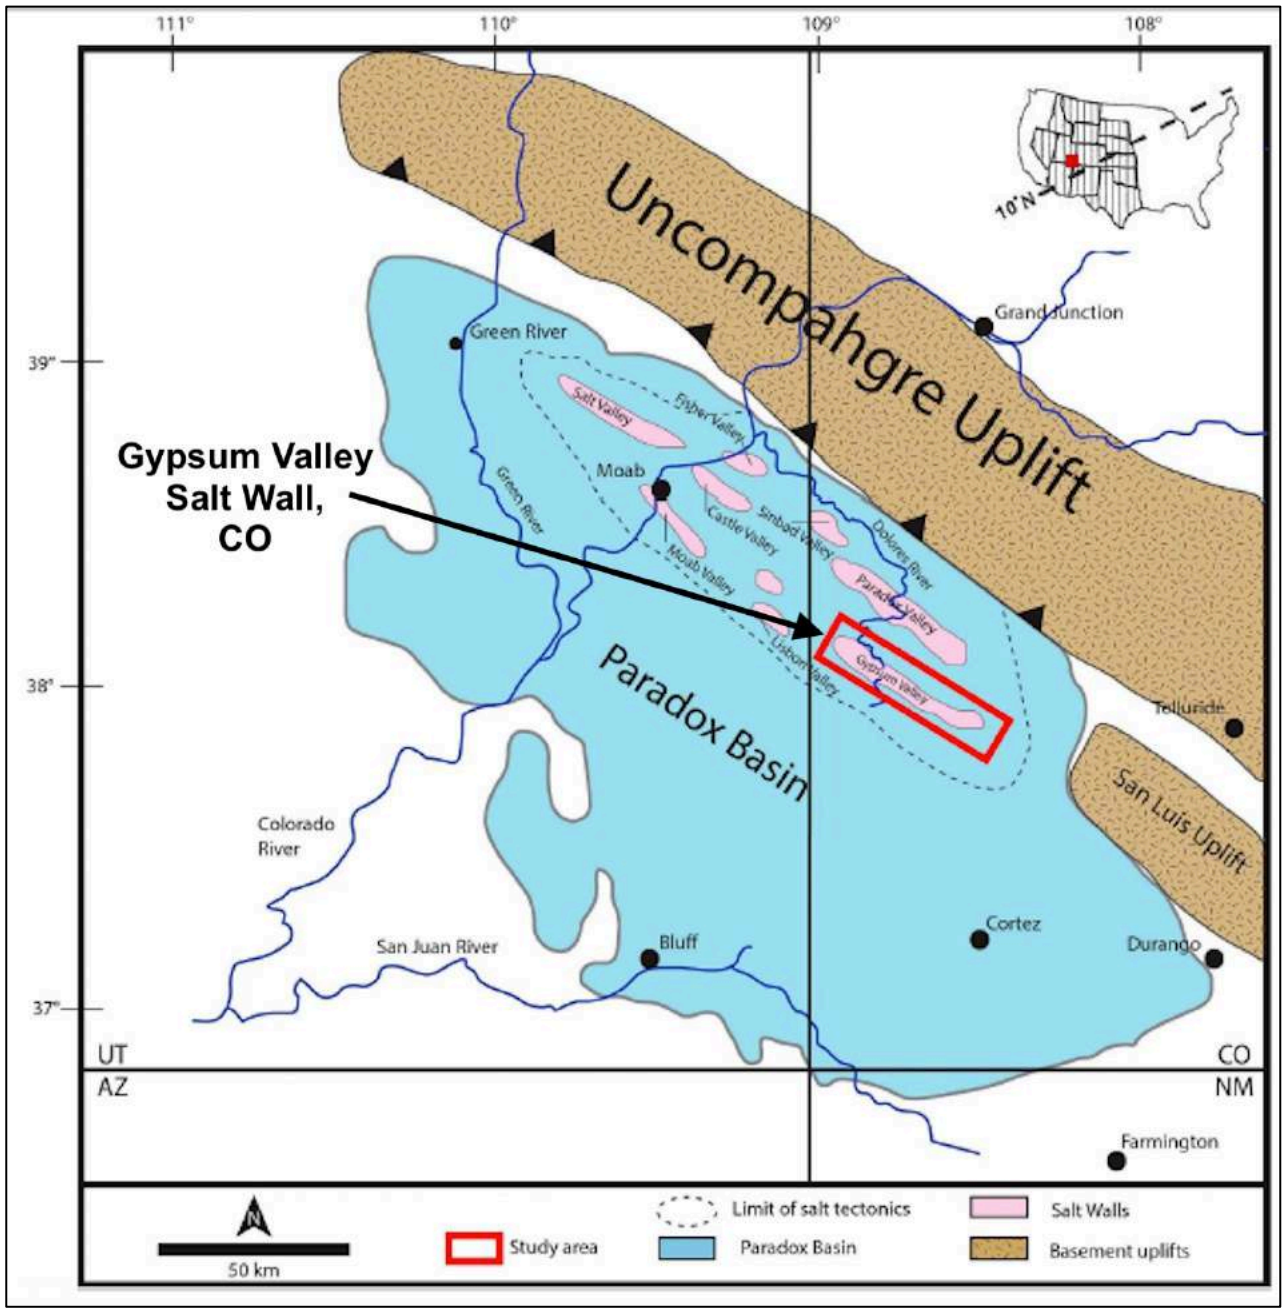 111°
110°
109°
108°
10°N
Uncompahgre Uplift
Grand Junction
Green River
39°
Salt Valley
Fisher Valley
Gypsum Valley
Salt Wall,
CO
Moab
Green River
Castle Valley
Sinbad Valley
Dolores River
Moab Valley
Paradox Valley
Lisbon Valley
Gypsum Valley
38°
Paradox Basin
Telluride
San Luis Uplift
Colorado
River
Cortez
San Juan River
Bluff
Durango
37°
UT
CO
AZ
NM
Farmington
N
50 km
Study area
Limit of salt tectonics
Paradox Basin
Salt Walls
Basement uplifts